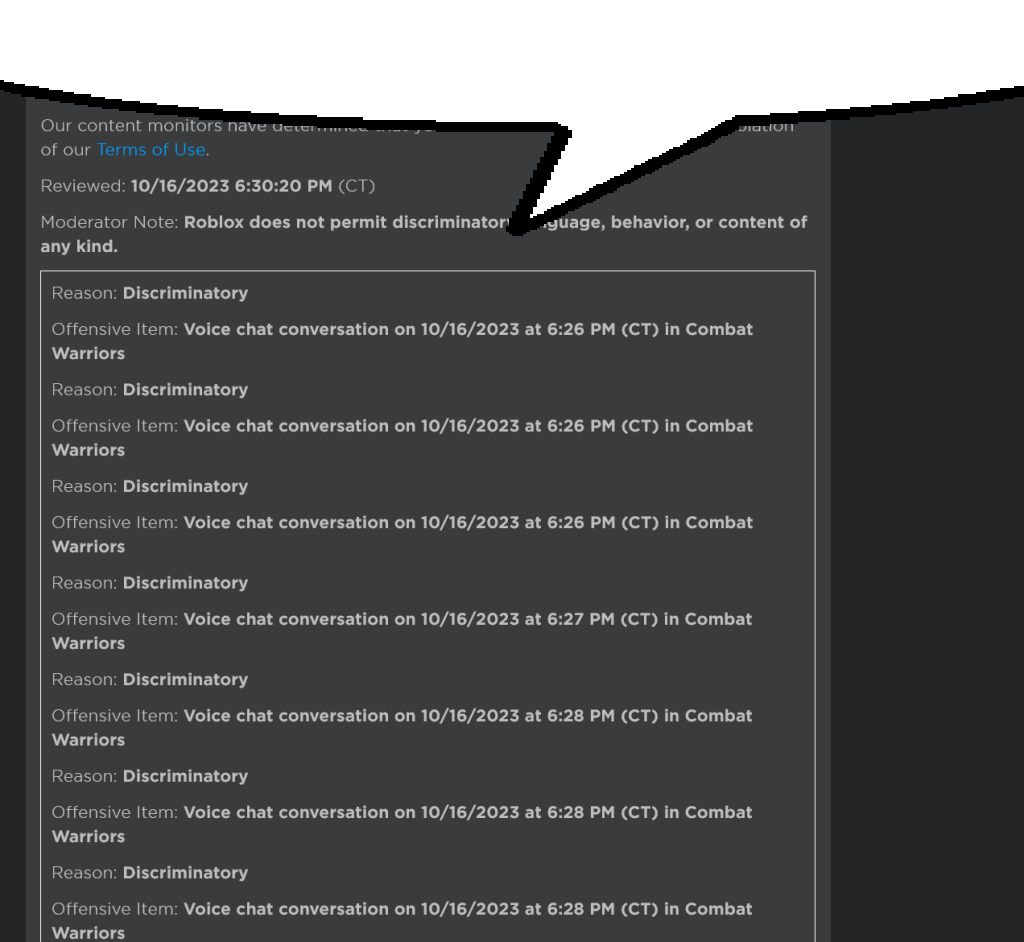 Our content monitors have determined that
of our Terms of Use.
Reviewed: 10/16/2023 6:30:20 PM (CT)
Moderator Note: Roblox does not permit discriminatory language, behavior, or content of
any kind.
Reason: Discriminatory
Offensive Item: Voice chat conversation on 10/16/2023 at 6:26 PM (CT) in Combat
Warriors
Reason: Discriminatory
Offensive Item: Voice chat conversation on 10/16/2023 at 6:26 PM (CT) in Combat
Warriors
Reason: Discriminatory
Offensive Item: Voice chat conversation on 10/16/2023 at 6:26 PM (CT) in Combat
Warriors
Reason: Discriminatory
Offensive Item: Voice chat conversation on 10/16/2023 at 6:27 PM (CT) in Combat
Warriors
Reason: Discriminatory
Offensive Item: Voice chat conversation on 10/16/2023 at 6:28 PM (CT) in Combat
Warriors
Reason: Discriminatory
Offensive Item: Voice chat conversation on 10/16/2023 at 6:28 PM (CT) in Combat
Warriors
Reason: Discriminatory
Offensive Item: Voice chat conversation on 10/16/2023 at 6:28 PM (CT) in Combat
Warriors